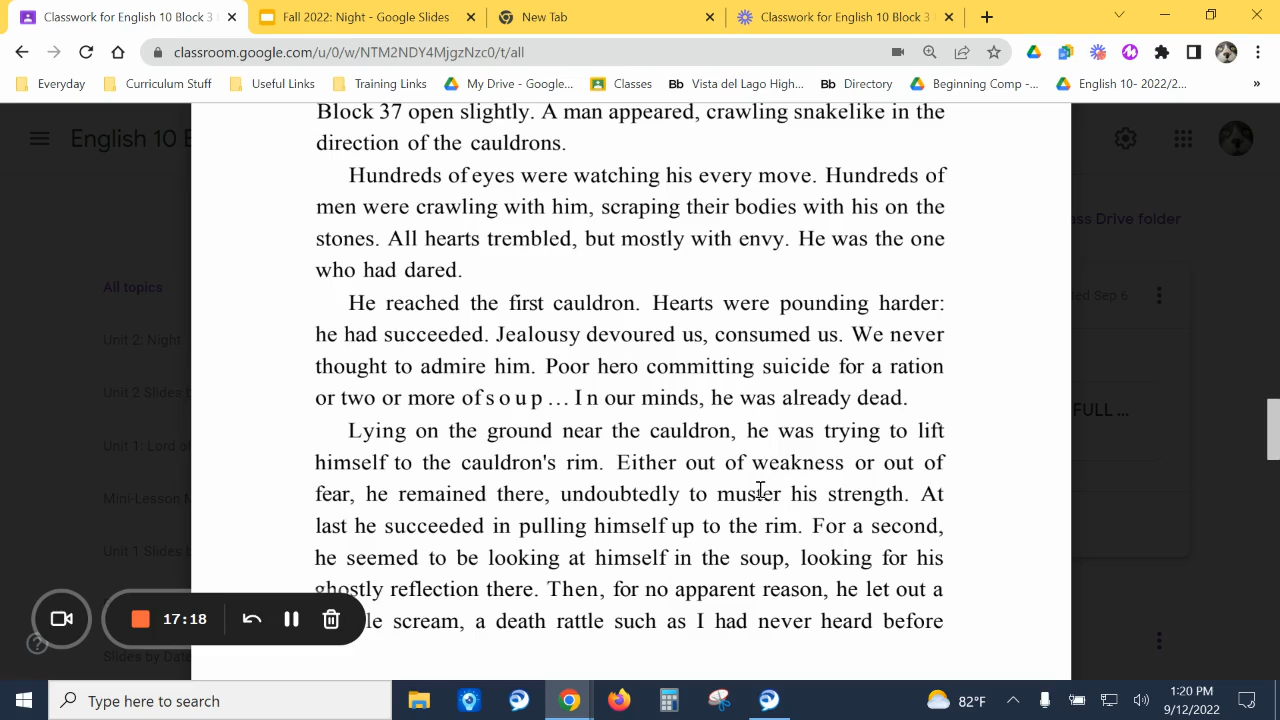 Classwork for English 10 Block 3
Fall 2022: Night - Google Slides
New Tab
Classwork for English 10 Block 3
classroom.google.com/u/0/w/NTM2NDY4MjgzNzc0/t/all
Everyday
Curriculum Stuff
Useful Links
Training Links
My Drive - Google...
Classes
Bb Vista del Lago High...
Bb Directory
Beginning Comp -...
English 10- 2022/2...
»
English 10 B
ass Drive folder
All topics
ed Sep 6
Unit 2: Night
Unit 2 Slides b
FULL ...
Unit 1: Lord o
Mini-Lesson M
Unit 1 Slides b
Slides by Date
Block 37 open slightly. A man appeared, crawling snakelike in the
direction of the cauldrons.
Hundreds of eyes were watching his every move. Hundreds of
men were crawling with him, scraping their bodies with his on the
stones. All hearts trembled, but mostly with envy. He was the one
who had dared.
He reached the first cauldron. Hearts were pounding harder:
he had succeeded. Jealousy devoured us, consumed us. We never
thought to admire him. Poor hero committing suicide for a ration
or two or more of s o u p ... I n our minds, he was already dead.
Lying on the ground near the cauldron, he was trying to lift
himself to the cauldron's rim. Either out of weakness or out of
fear, he remained there, undoubtedly to muster his strength. At
last he succeeded in pulling himself up to the rim. For a second,
he seemed to be looking at himself in the soup, looking for his
ghostly reflection there. Then, for no apparent reason, he let out a
le scream, a death rattle such as I had never heard before
17:18
?
Type here to search
82°F
1:20 PM
9/12/2022